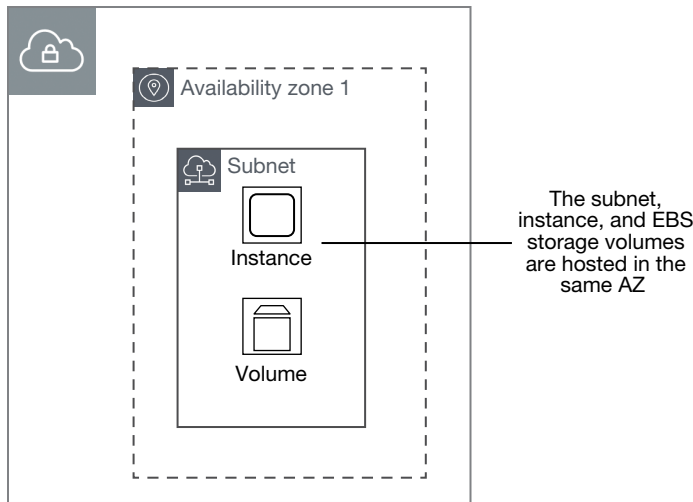 Availability zone 1
Subnet
Instance
Volume
The subnet,
instance, and EBS
storage volumes
are hosted in the
same AZ